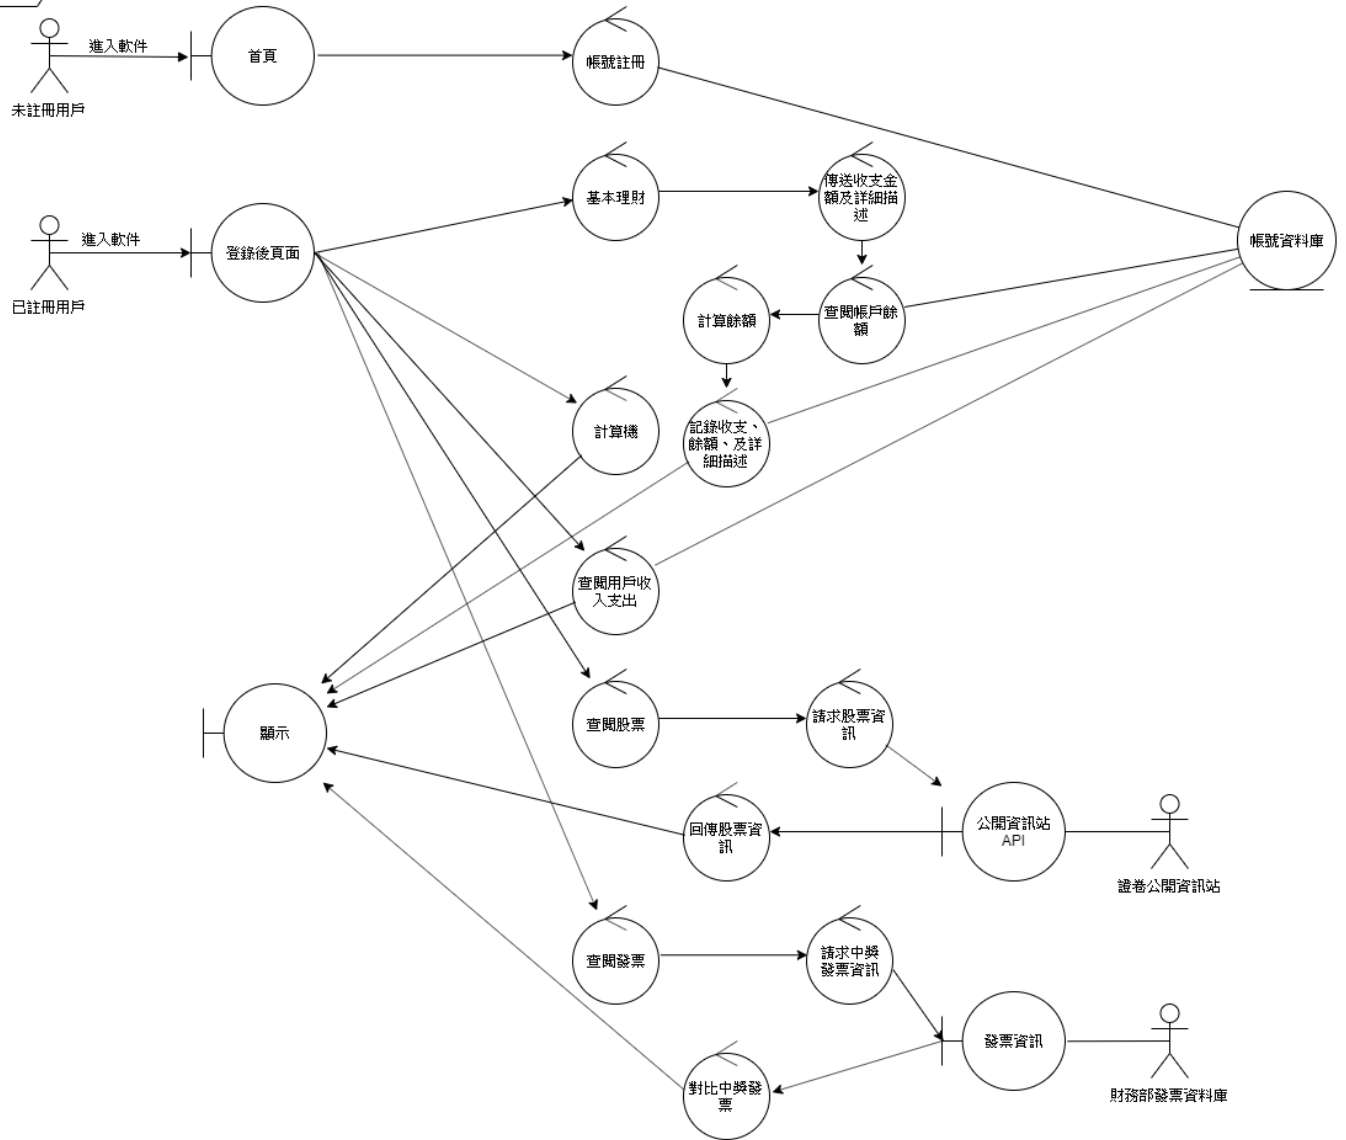 進入軟件
首頁
帳號註冊
未註冊用戶
基本理財
傳送收支金
額及詳細描
述
進入軟件
登錄後頁面
帳號資料庫
已註冊用戶
計算餘額
查閱帳戶餘
額
計算機
記錄收支、
餘額、及詳
細描述
查閱用戶收
入支出
顯示
查閱股票
請求股票資
訊
回傳股票資
訊
公開資訊站
API
證卷公開資訊站
查閱發票
請求中獎
發票資訊
發票資訊
對比中獎發
票
財務部發票資料庫